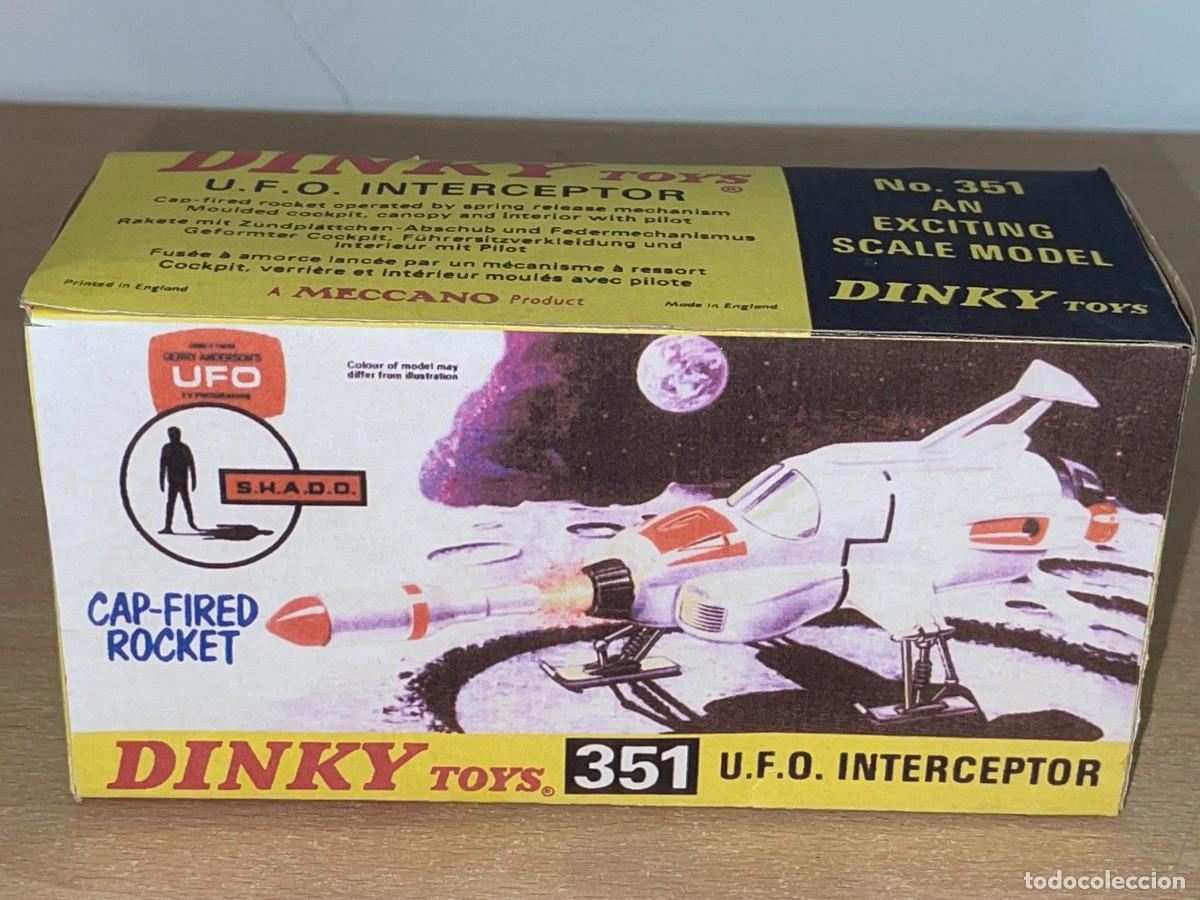 DINKY TOYS®
U.F.O. INTERCEPTOR
Cap-fired rocket operated by spring release mechanism
Moulded cockpit, canopy and interior with pilot
Rakete mit Zündplättchen-Abschub und Federmechanismus
Geformter Cockpit, Führersitzverkleidung und
Interieur mit Pilot
Fusée à amorce lancée par un mécanisme à ressort
Cockpit, verrière et intérieur moulés avec pilote
Printed in England
A MECCANO Product
Made in England
No. 351
AN
EXCITING
SCALE MODEL
DINKY TOYS
GERRY ANDERSON'S
UFO
TV PROGRAMME
Colour of model may
differ from illustration
S.H.A.D.O.
CAP-FIRED
ROCKET
DINKY TOYS® 351 U.F.O. INTERCEPTOR
todocoleccion